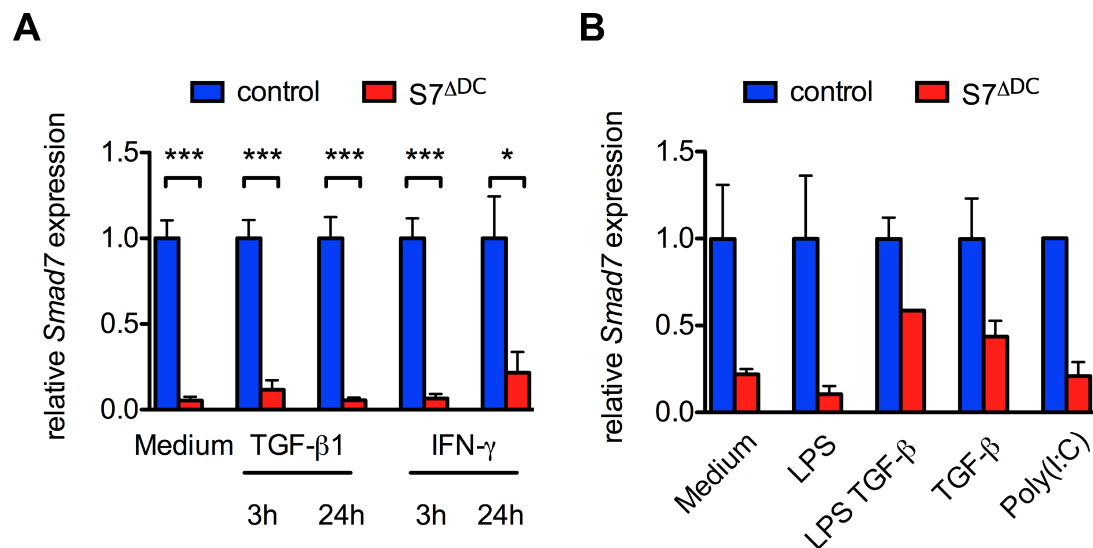 A
control S7ΔDC
relative Smad7 expression
1.5
1.0
0.5
0.0
*** *** *** *** *
Medium TGF-β1 IFN-γ
3h 24h 3h 24h
B
control S7ΔDC
relative Smad7 expression
1.5
1.0
0.5
0.0
Medium
LPS
LPS TGF-β
TGF-β
Poly(I:C)